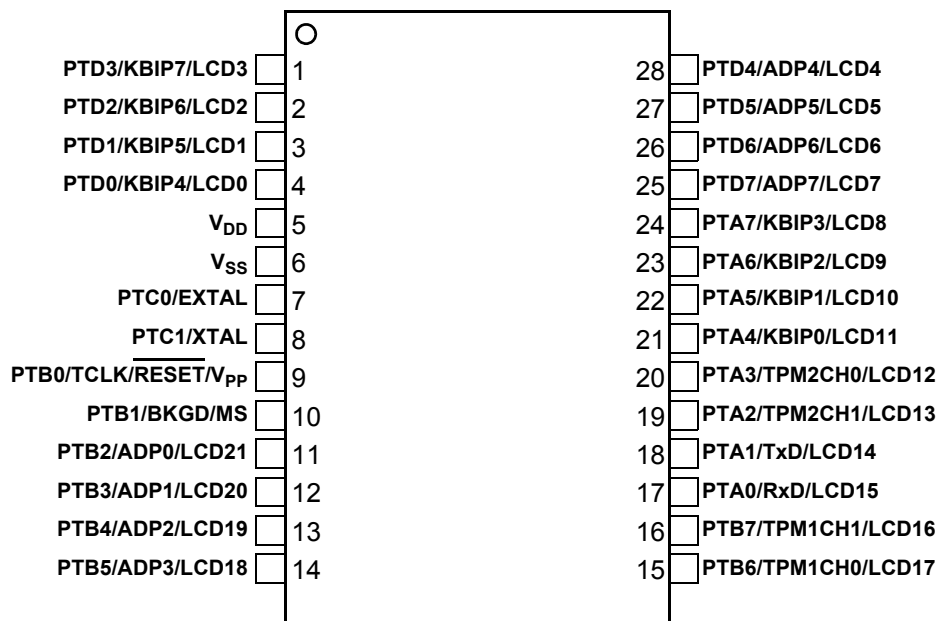 PTD3/KBIP7/LCD3 1 28 PTD4/ADP4/LCD4
PTD2/KBIP6/LCD2 2 27 PTD5/ADP5/LCD5
PTD1/KBIP5/LCD1 3 26 PTD6/ADP6/LCD6
PTD0/KBIP4/LCD0 4 25 PTD7/ADP7/LCD7
VDD 5 24 PTA7/KBIP3/LCD8
VSS 6 23 PTA6/KBIP2/LCD9
PTC0/EXTAL 7 22 PTA5/KBIP1/LCD10
PTC1/XTAL 8 21 PTA4/KBIP0/LCD11
PTB0/TCLK/RESET/VPP 9 20 PTA3/TPM2CH0/LCD12
PTB1/BKGD/MS 10 19 PTA2/TPM2CH1/LCD13
PTB2/ADP0/LCD21 11 18 PTA1/TxD/LCD14
PTB3/ADP1/LCD20 12 17 PTA0/RxD/LCD15
PTB4/ADP2/LCD19 13 16 PTB7/TPM1CH1/LCD16
PTB5/ADP3/LCD18 14 15 PTB6/TPM1CH0/LCD17